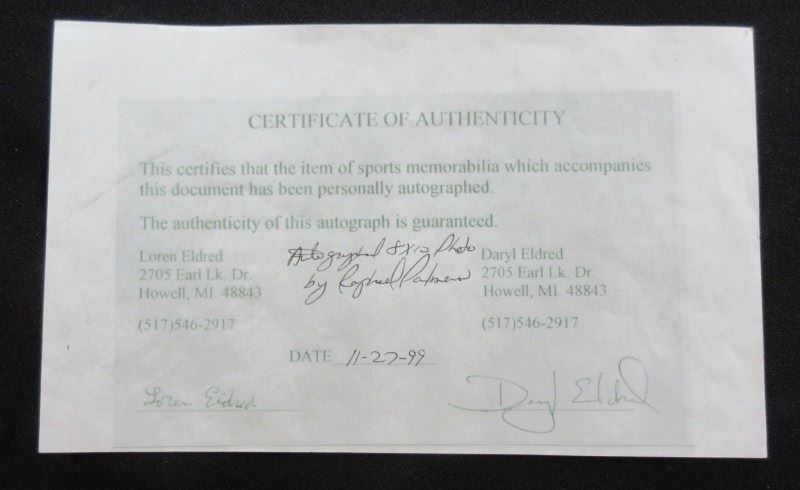 CERTIFICATE OF AUTHENTICITY
This certifies that the item of sports memorabilia which accompanies
this document has been personally autographed.
The authenticity of this autograph is guaranteed.
Loren Eldred
2705 Earl Lk. Dr.
Howell, MI. 48843
(517)546-2917
Autographed 8x10 Photo
by Raphael Palmero
Daryl Eldred
2705 Earl Lk. Dr.
Howell, MI. 48843
(517)546-2917
DATE 11-27-99
Loren Eldred
Daryl Eldred